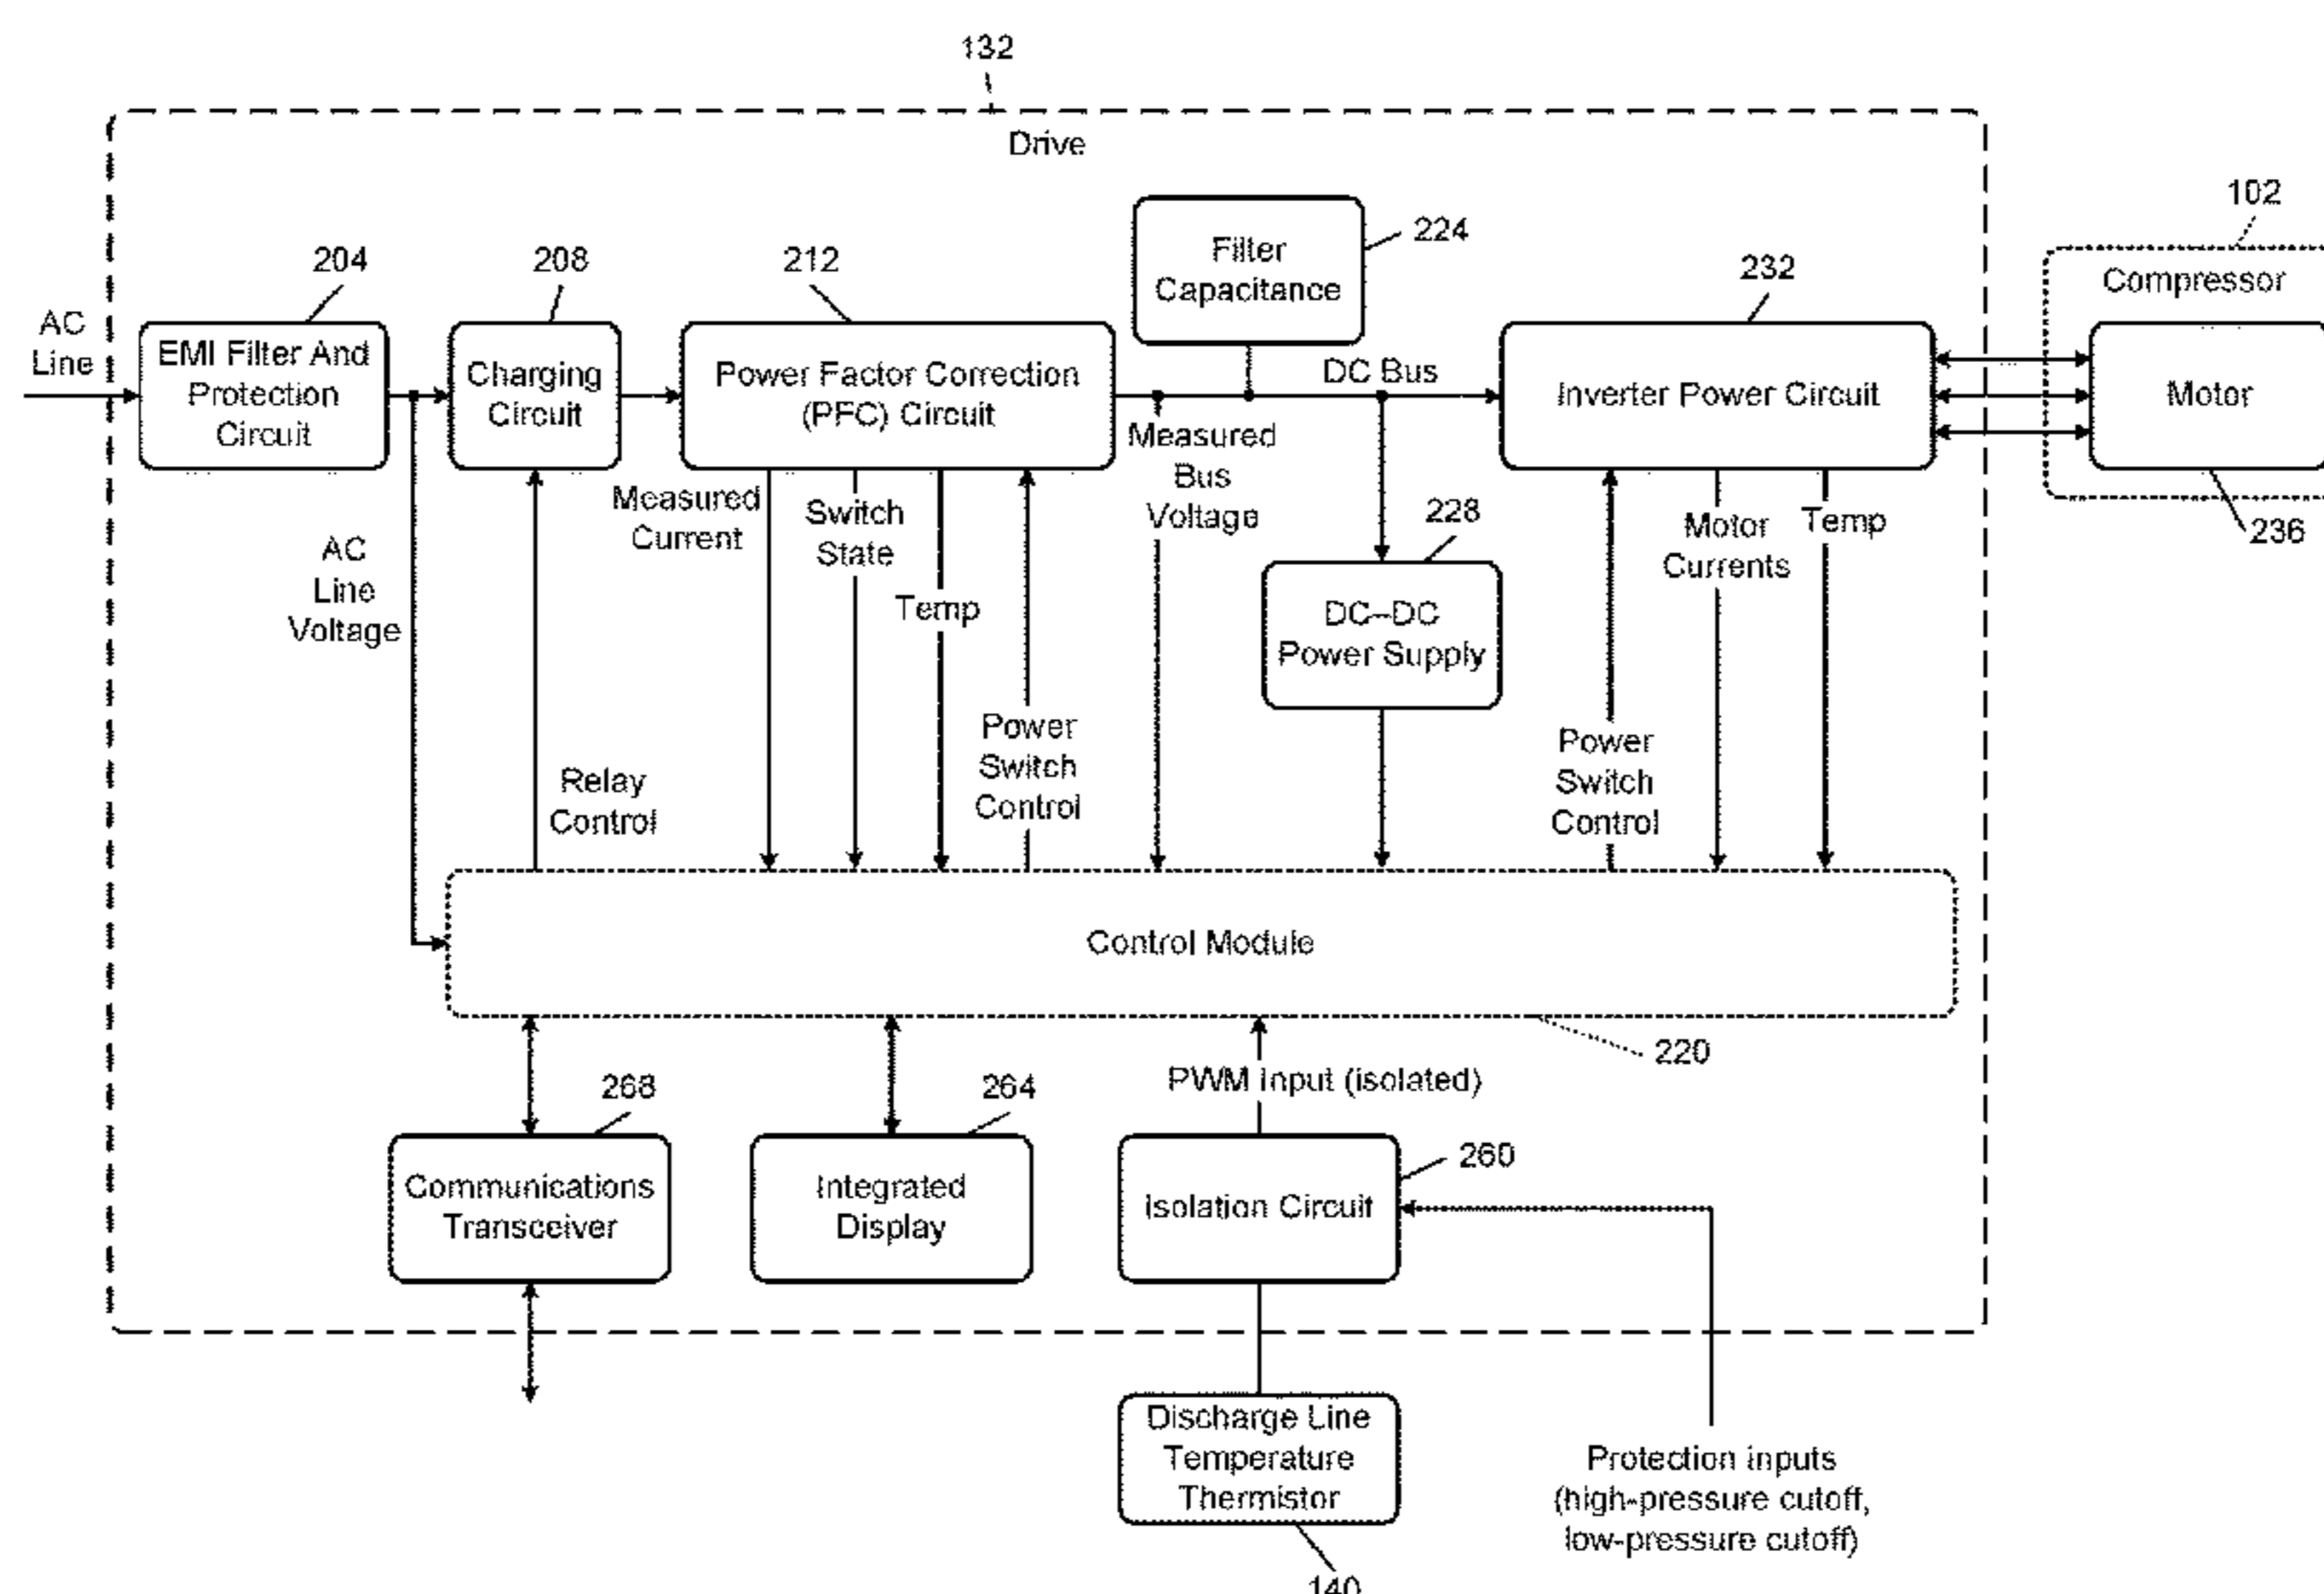 132
Drive
102
Compressor
204
208
212
Filter
Capacitance
224
232
AC
Line
EMI Filter And
Protection
Circuit
Charging
Circuit
Power Factor Correction
(PFC) Circuit
DC Bus
Inverter Power Circuit
Motor
236
AC
Line
Voltage
Measured
Current
Switch
State
Temp
Measured
Bus
Voltage
228
DC–DC
Power Supply
Motor
Currents
Temp
Relay
Control
Power
Switch
Control
Power
Switch
Control
Control Module
220
268
264
PWM Input (isolated)
260
Communications
Transceiver
Integrated
Display
Isolation Circuit
Discharge Line
Temperature
Thermistor
140
Protection inputs
(high-pressure cutoff,
low-pressure cutoff)